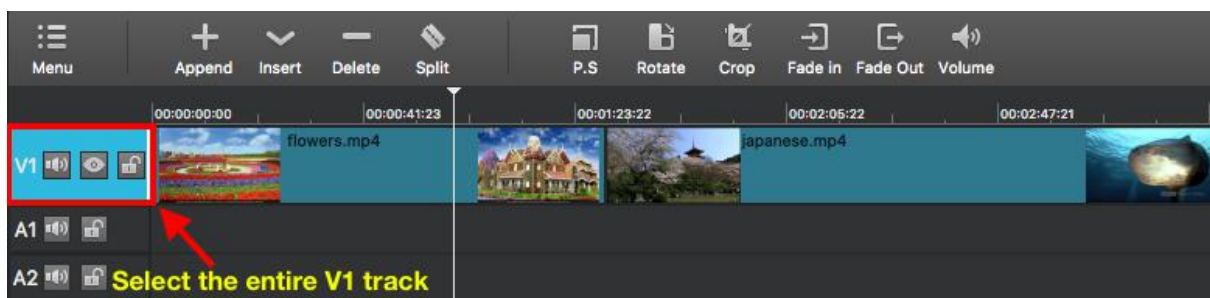 Menu Append Insert Delete Split P.S Rotate Crop Fade in Fade Out Volume
00:00:00:00 00:00:41:23 00:01:23:22 00:02:05:22 00:02:47:21
V1 flowers.mp4 japanese.mp4
A1
A2 Select the entire V1 track